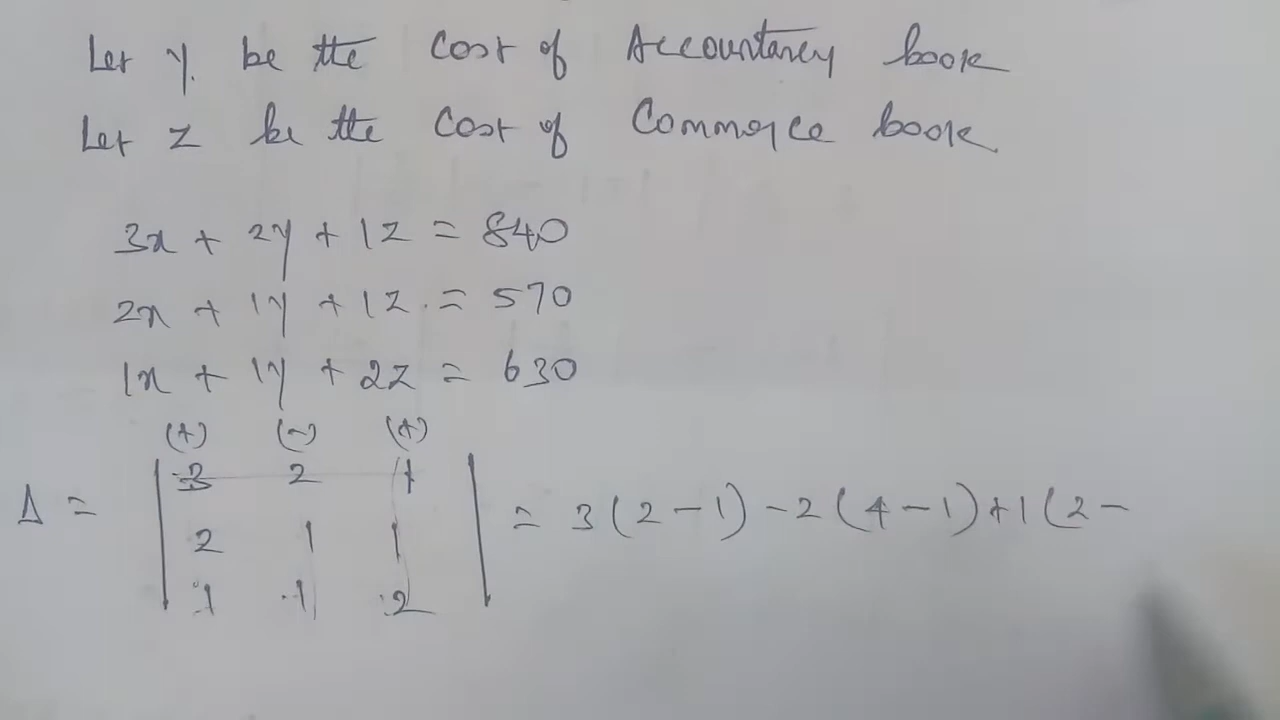 Let y be the cost of Accountancy book
Let z be the cost of Commerce book.
3x + 2y + 1z = 840
2x + 1y + 1z = 570
1x + 1y + 2z = 630
(+) (-) (+)
Δ = | 3 2 1 | = 3(2-1) -2(4-1)+1(2-
2 1 1
1 1 2